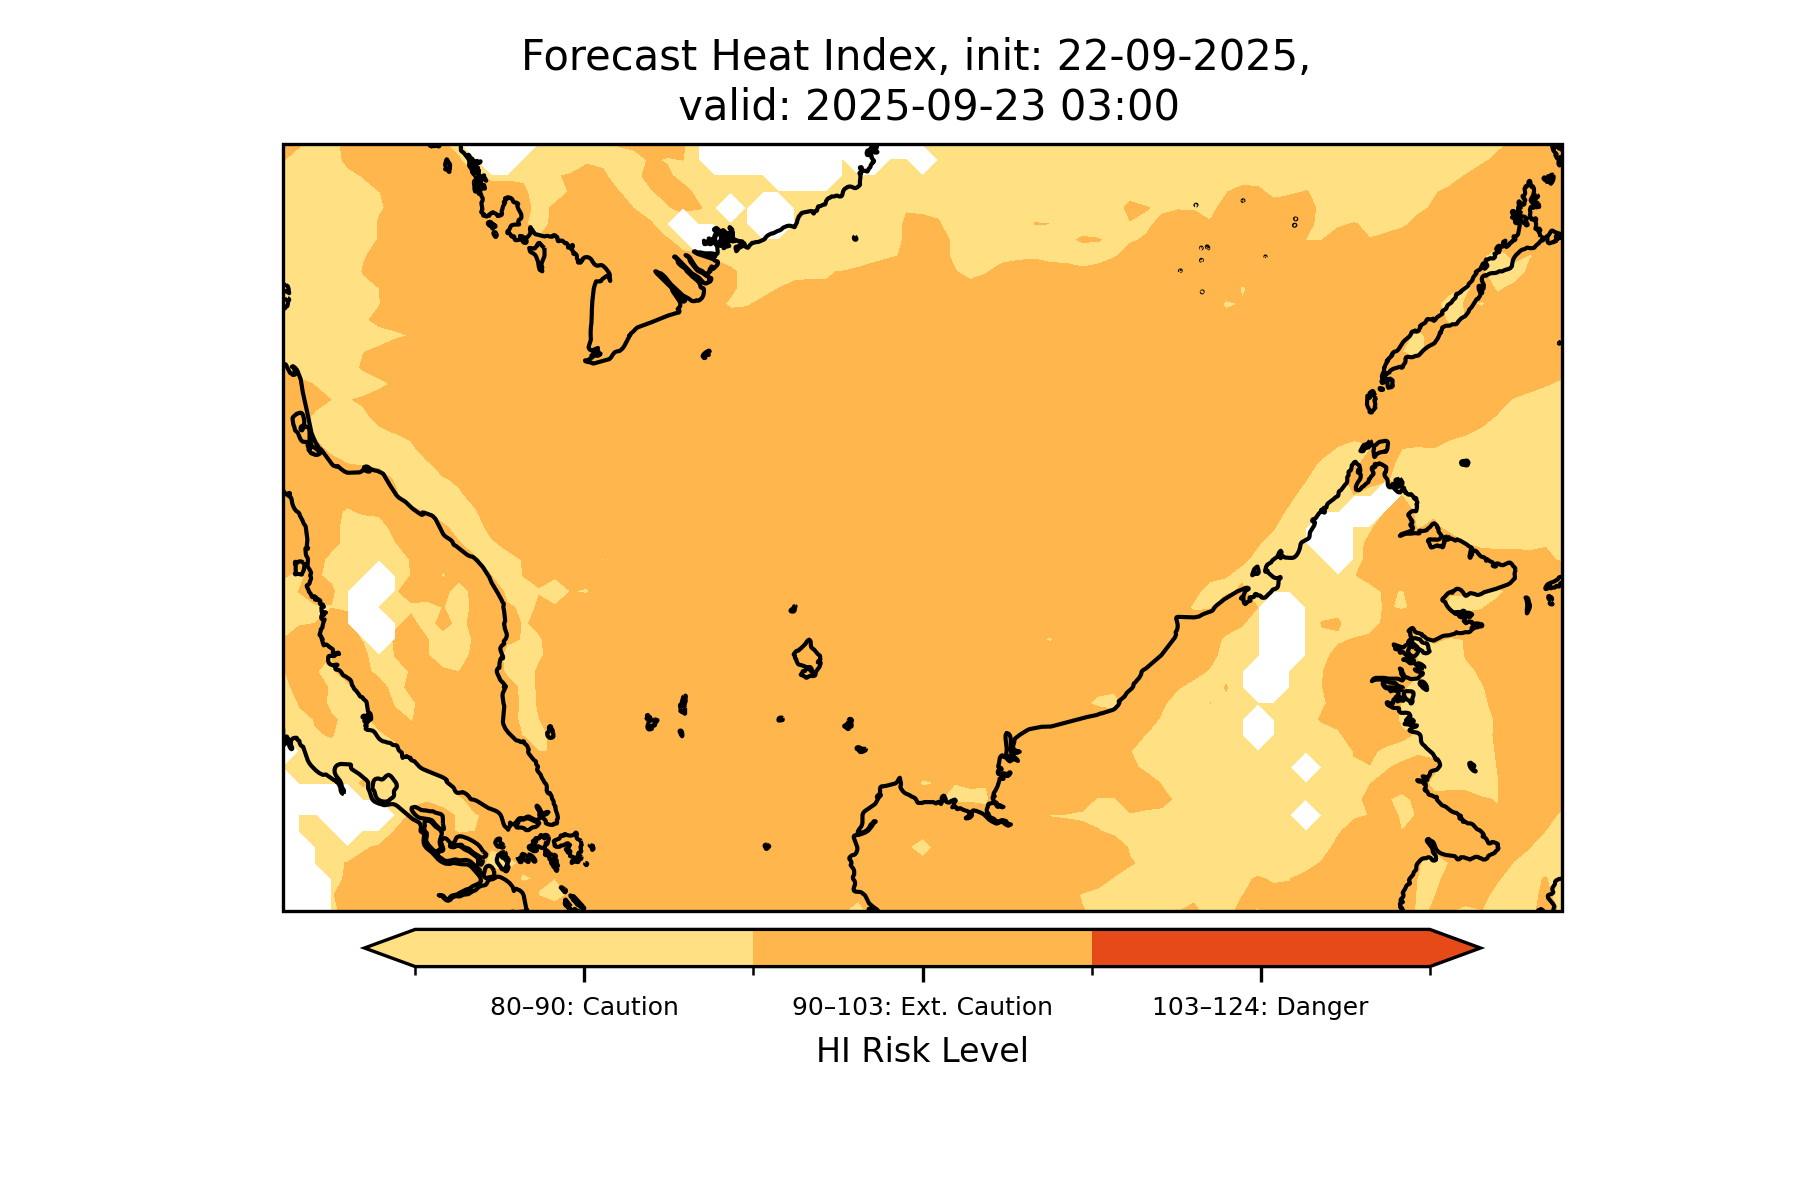 Forecast Heat Index, init: 22-09-2025,
valid: 2025-09-23 03:00
80–90: Caution
90–103: Ext. Caution
103–124: Danger
HI Risk Level